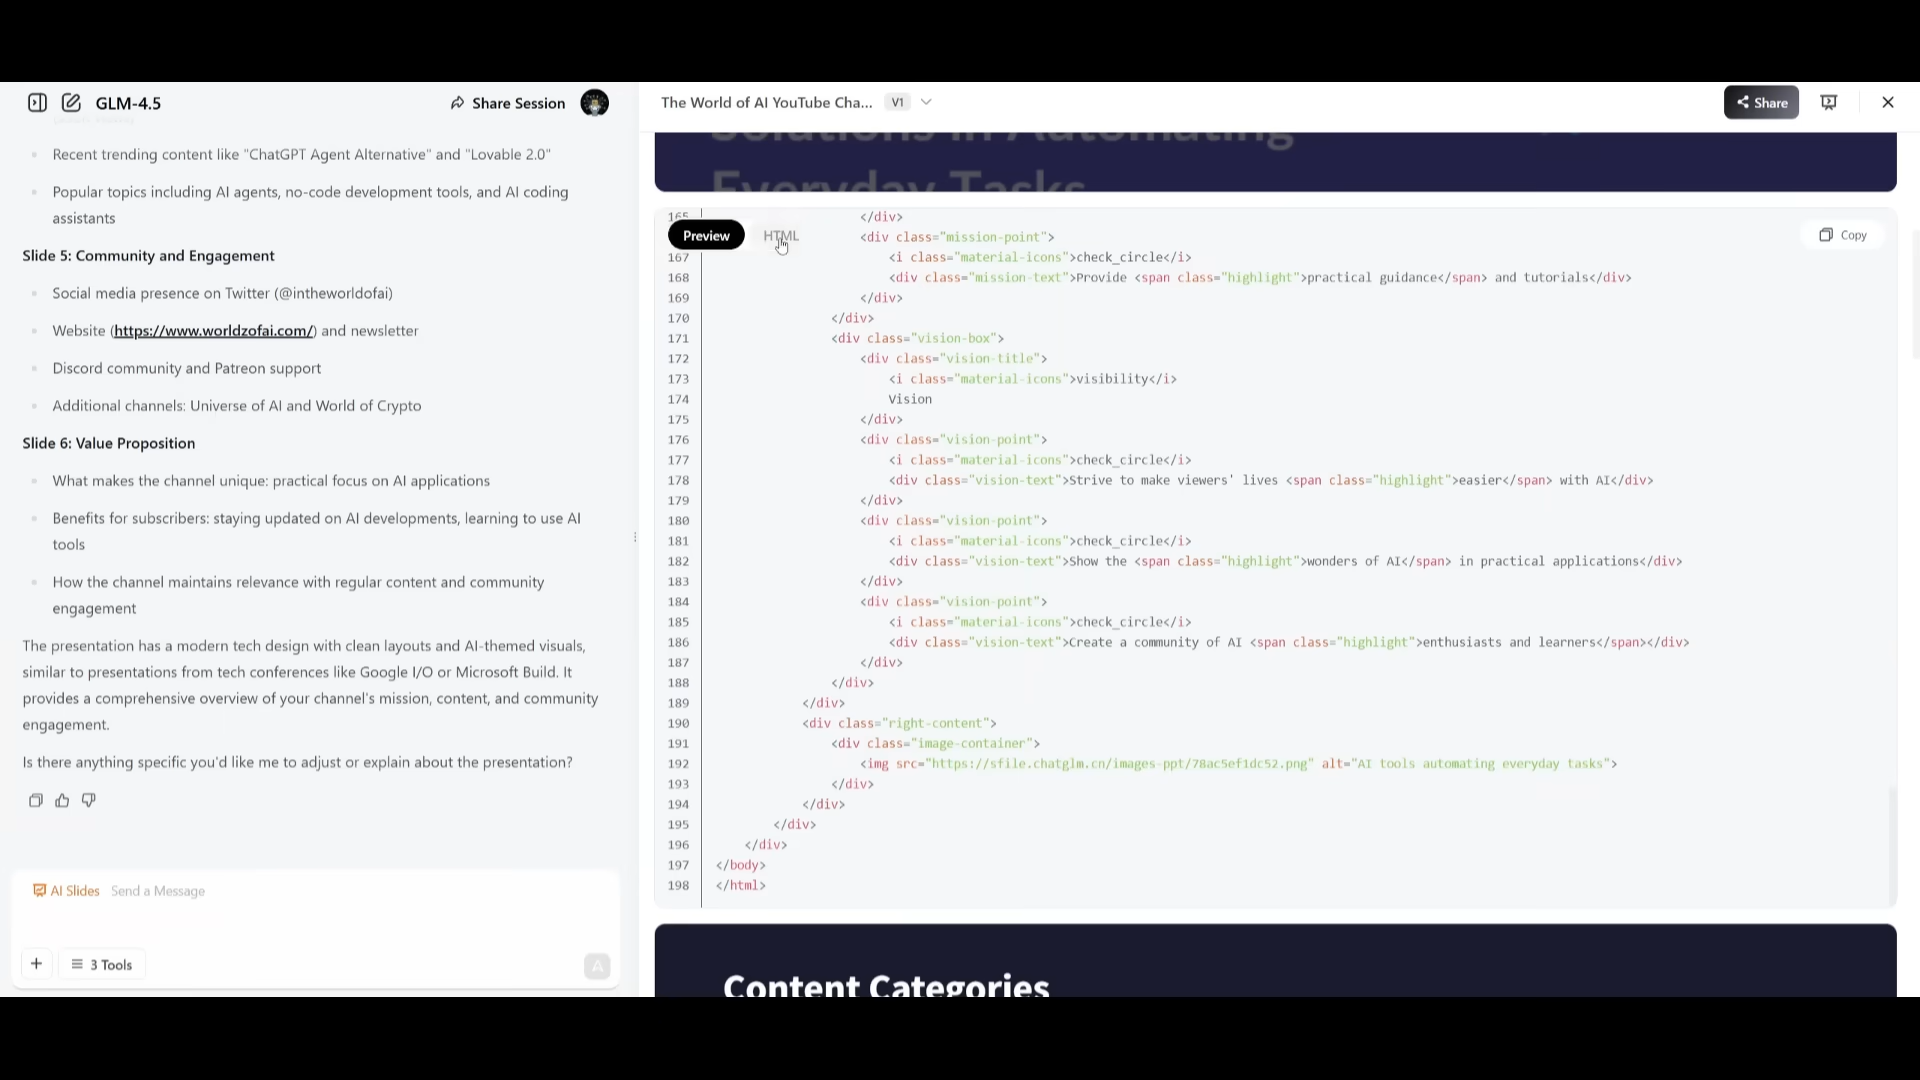 GLM-4.5
Share Session
Recent trending content like "ChatGPT Agent Alternative" and "Lovable 2.0"
Popular topics including AI agents, no-code development tools, and AI coding
assistants
Slide 5: Community and Engagement
Social media presence on Twitter (@intheworldofai)
Website (https://www.worldzofai.com/) and newsletter
Discord community and Patreon support
Additional channels: Universe of AI and World of Crypto
Slide 6: Value Proposition
What makes the channel unique: practical focus on AI applications
Benefits for subscribers: staying updated on AI developments, learning to use AI
tools
How the channel maintains relevance with regular content and community
engagement
The presentation has a modern tech design with clean layouts and AI-themed visuals,
similar to presentations from tech conferences like Google I/O or Microsoft Build. It
provides a comprehensive overview of your channel's mission, content, and community
engagement.
Is there anything specific you'd like me to adjust or explain about the presentation?
AI Slides Send a Message
3 Tools
The World of AI YouTube Cha... V1
Share
Solutions in Automating
Everyday Tasks
Preview HTML
Copy
165 </div>
<div class="mission-point">
167 <i class="material-icons">check_circle</i>
168 <div class="mission-text">Provide <span class="highlight">practical guidance</span> and tutorials</div>
169 </div>
170 </div>
171 <div class="vision-box">
172 <div class="vision-title">
173 <i class="material-icons">visibility</i>
174 Vision
175 </div>
176 <div class="vision-point">
177 <i class="material-icons">check_circle</i>
178 <div class="vision-text">Strive to make viewers' lives <span class="highlight">easier</span> with AI</div>
179 </div>
180 <div class="vision-point">
181 <i class="material-icons">check_circle</i>
182 <div class="vision-text">Show the <span class="highlight">wonders of AI</span> in practical applications</div>
183 </div>
184 <div class="vision-point">
185 <i class="material-icons">check_circle</i>
186 <div class="vision-text">Create a community of AI <span class="highlight">enthusiasts and learners</span></div>
187 </div>
188 </div>
189 </div>
190 <div class="right-content">
191 <div class="image-container">
192 <img src="https://sfile.chatglm.cn/images-ppt/78ac5ef1dc52.png" alt="AI tools automating everyday tasks">
193 </div>
194 </div>
195 </div>
196 </div>
197 </body>
198 </html>
Content Categories